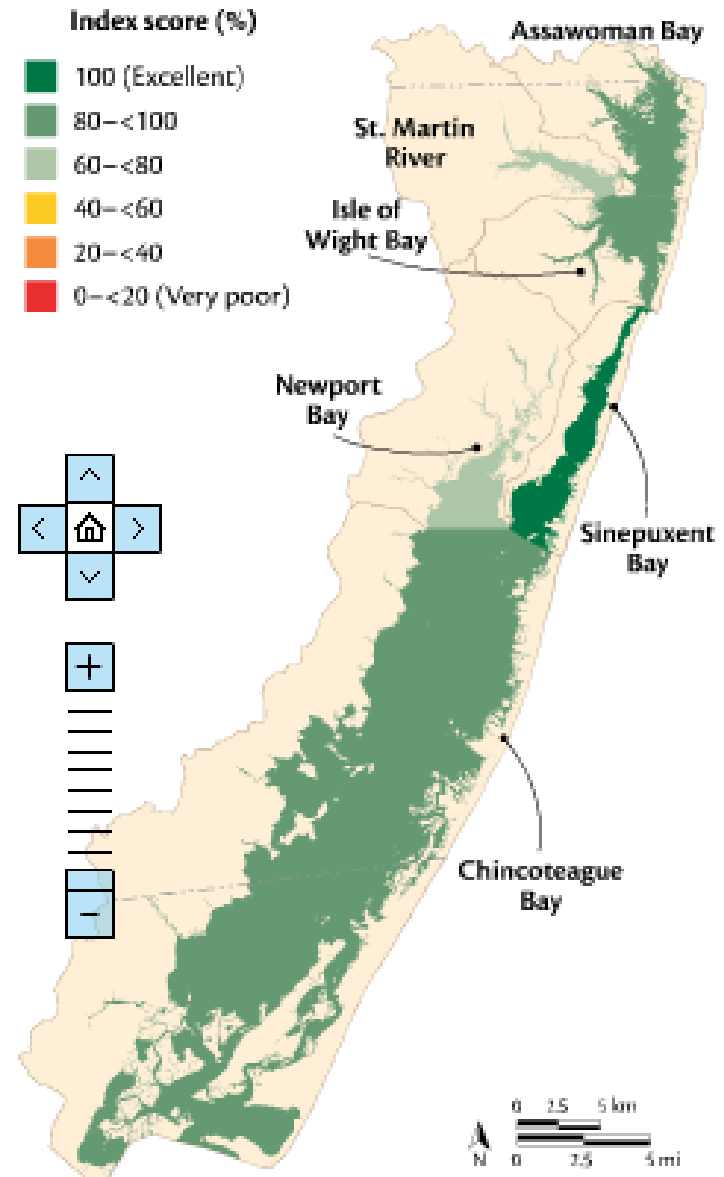 Index score (%)
100 (Excellent)
80–<100
60–<80
40–<60
20–<40
0–<20 (Very poor)
Assawoman Bay
St. Martin
River
Isle of
Wight Bay
Newport
Bay
Sinepuxent
Bay
Chincoteague
Bay
0 2.5 5 km
N
0 2.5 5 mi